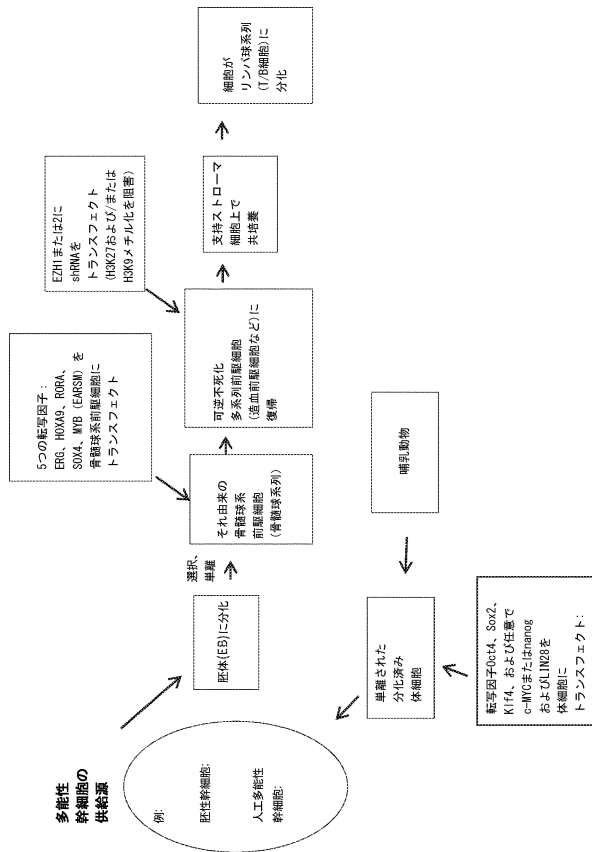 多能性
幹細胞の
供給源
例:
胚性幹細胞:
人工多能性
幹細胞:
胚体(EB)に分化
選択、
単離
それ由来の
骨髄球系
前駆細胞
(骨髄球系列)
5つの転写因子:
ERG、HOXA9、RORA、
SOX4、MYB (EARSM) を
骨髄球系前駆細胞に
トランスフェクト
可逆不死化
多系列前駆細胞
(造血前駆細胞など)に
復帰
EZH1または2に
shRNAを
トランスフェクト
(H3K27および/または
H3K9メチル化を阻害)
支持ストローマ
細胞上で
共培養
細胞が
リンパ球系列
(T/B細胞)に
分化
単離された
分化済み
体細胞
哺乳動物
転写因子Oct4、Sox2、
Klf4、および任意で
c-MYCまたはnanog
およびLIN28を
体細胞に
トランスフェクト: